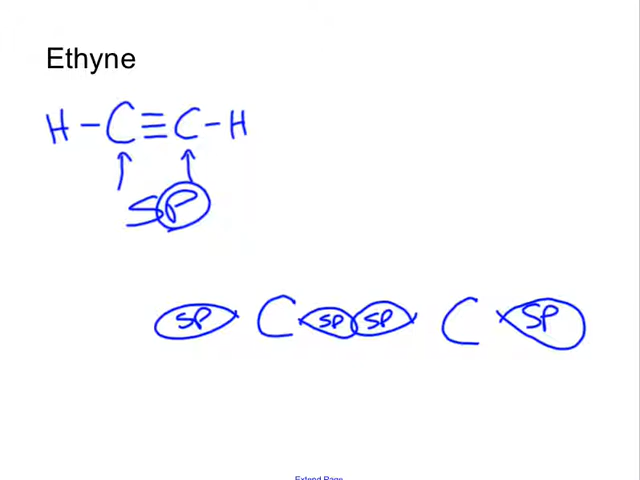 Ethyne
H-C≡C-H
SP
SP C SP SP C SP
Extend Page